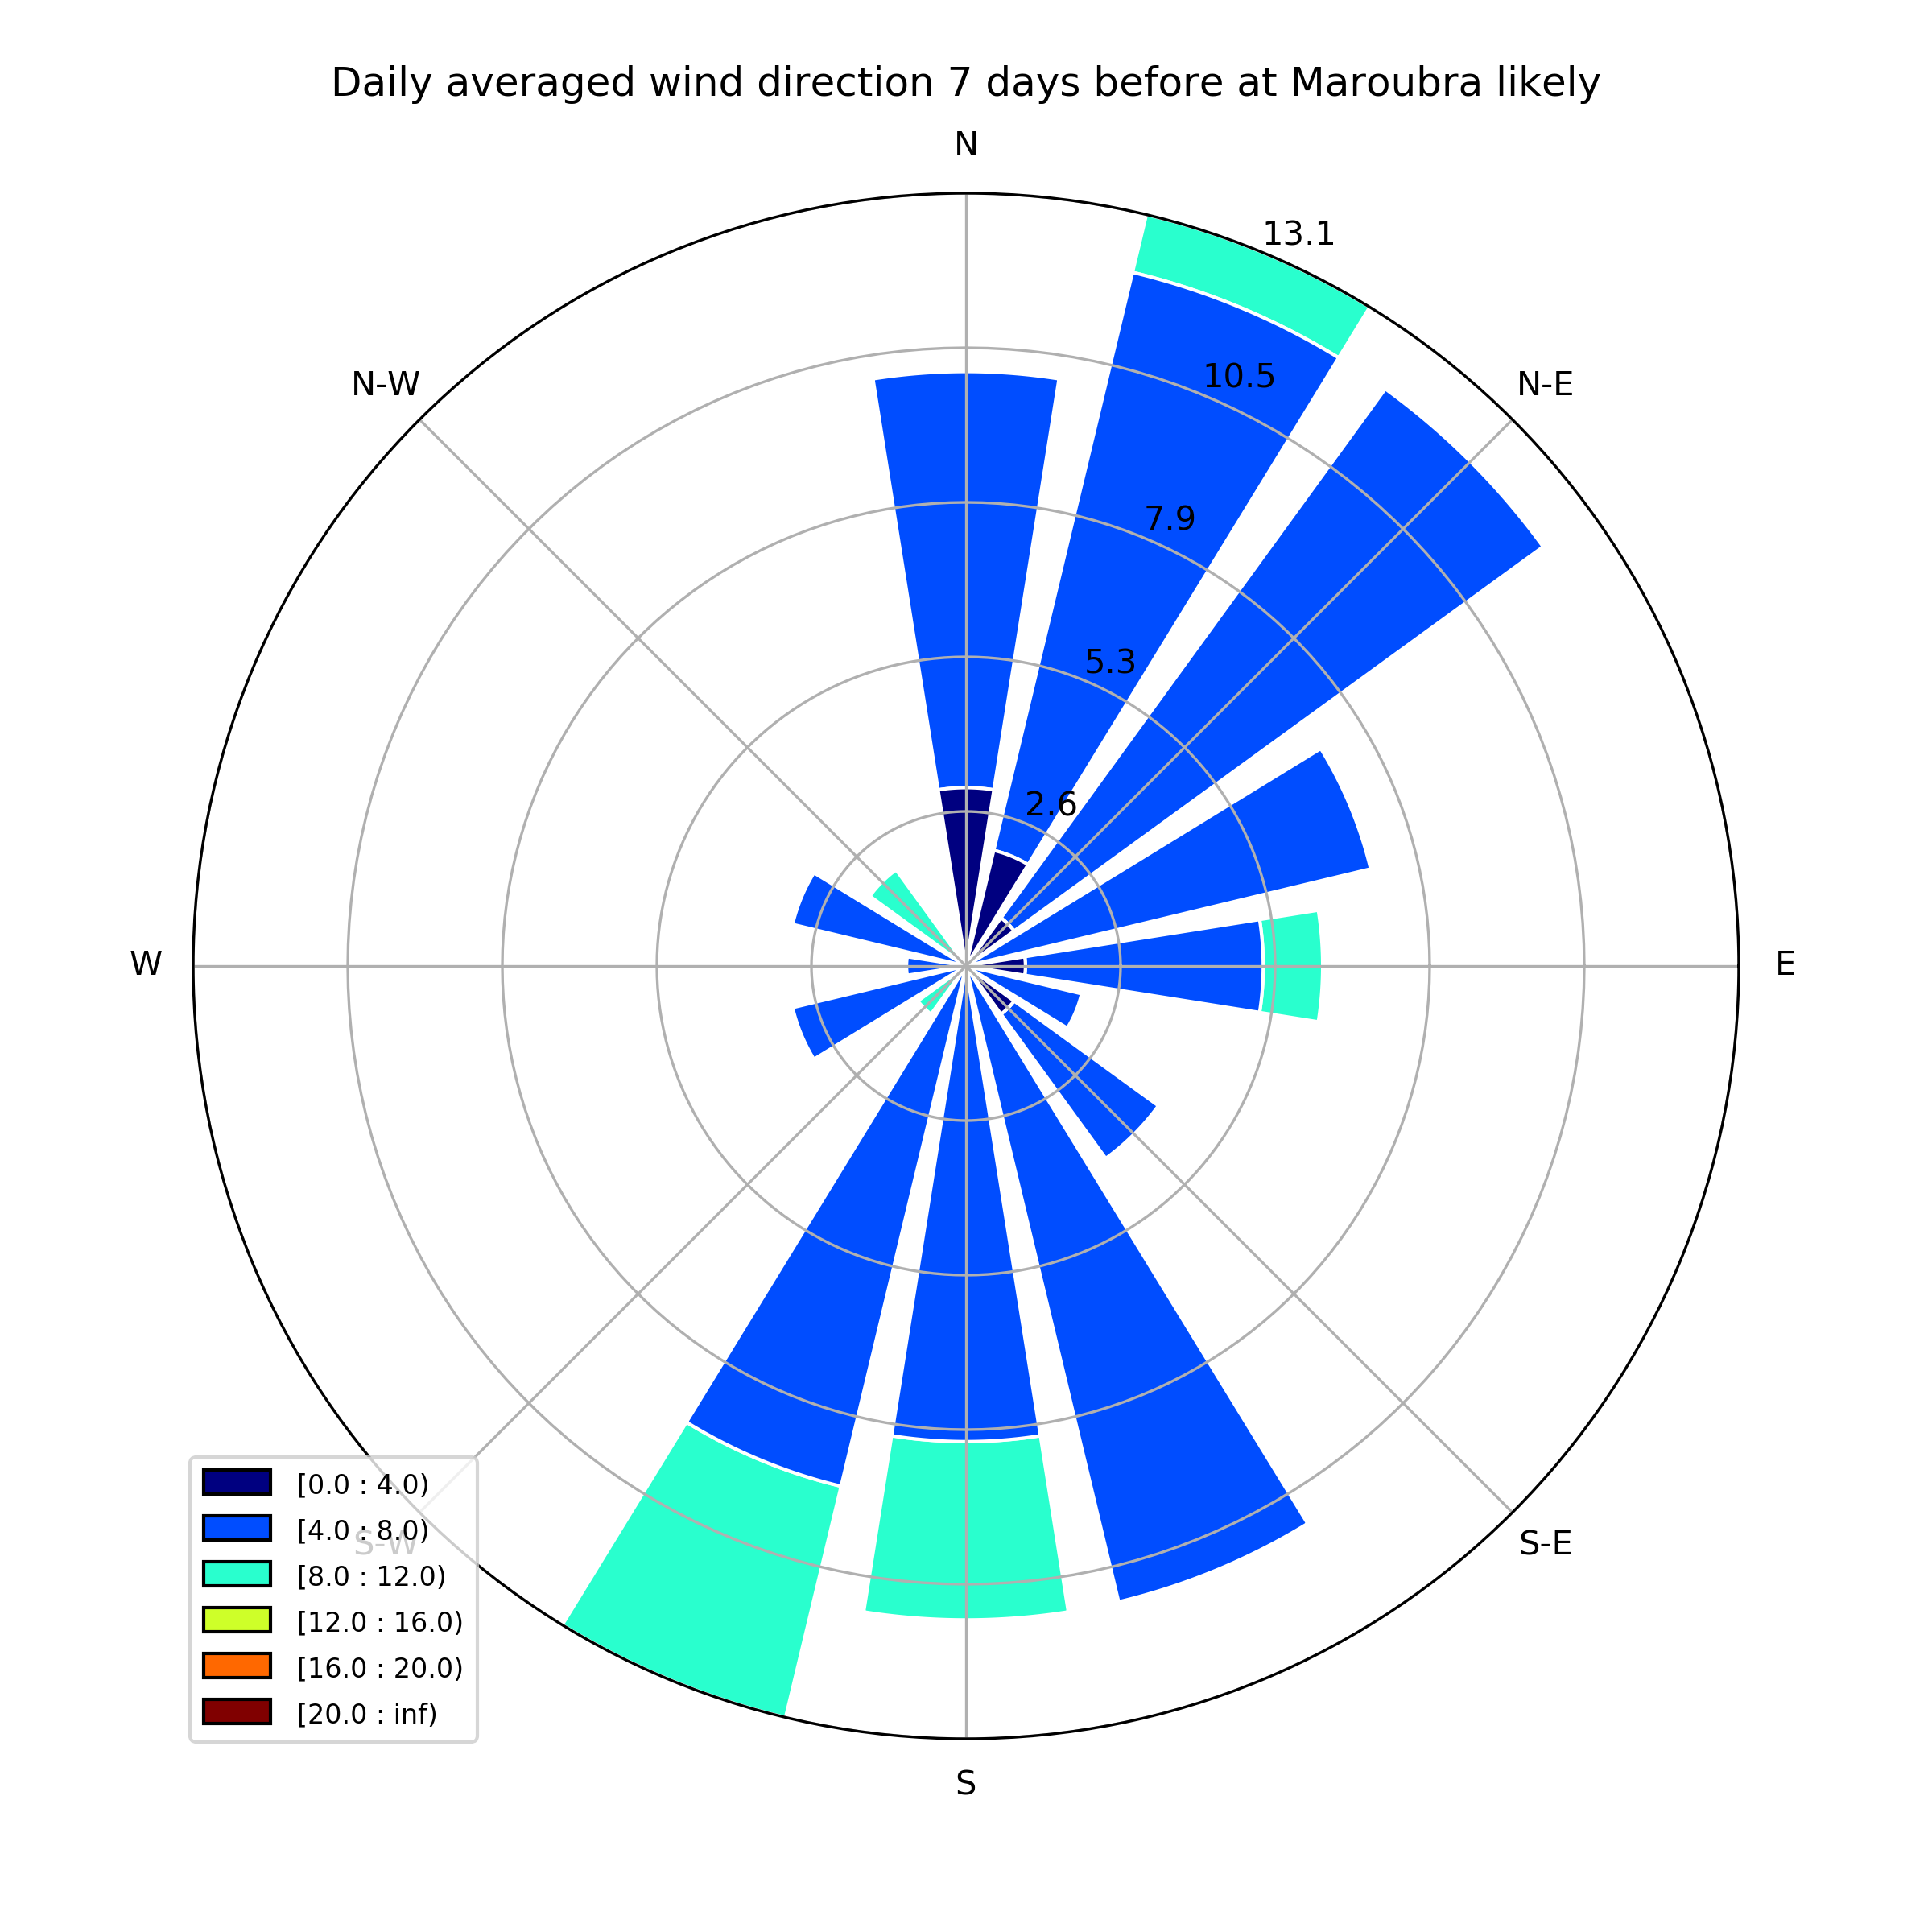 Daily averaged wind direction 7 days before at Maroubra likely
N
13.1
N-W
10.5
N-E
7.9
5.3
2.6
W
E
[0.0 : 4.0)
[4.0 : 8.0)
S-W
S-E
[8.0 : 12.0)
[12.0 : 16.0)
[16.0 : 20.0)
[20.0 : inf)
S